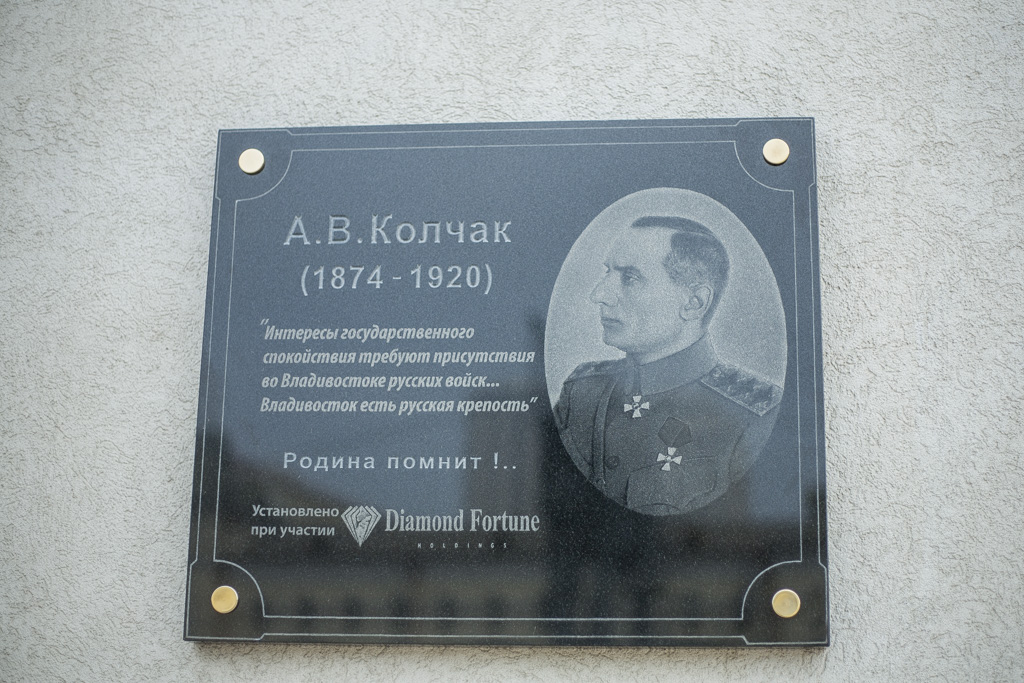 А.В.Колчак
(1874 - 1920)
"Интересы государственного
спокойствия требуют присутствия
во Владивостоке русских войск...
Владивосток есть русская крепость"
Родина помнит !..
Установлено
при участии
Diamond Fortune
HOLDINGS